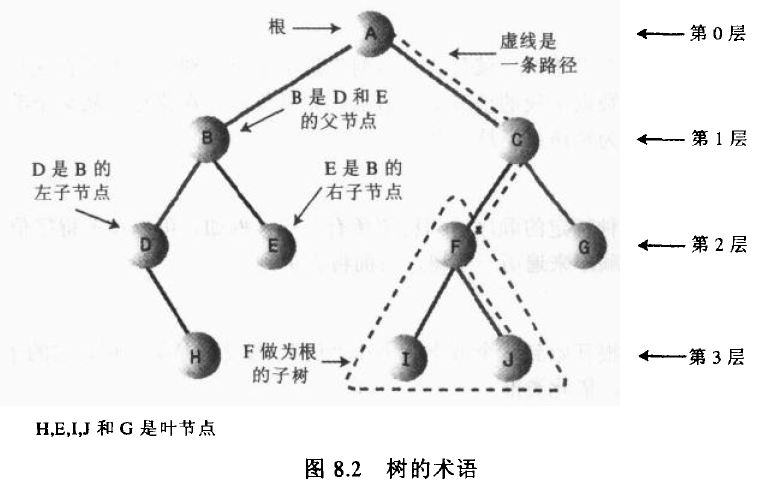 根
A
第 0 层
虚线是
一条路径
B 是 D 和 E
的父节点
B
C
第 1 层
D 是 B 的
左子节点
E 是 B 的
右子节点
D
E
F
G
第 2 层
H
F 做为根
的子树
I
J
第 3 层
H,E,I,J 和 G 是叶节点
图 8.2 树的术语